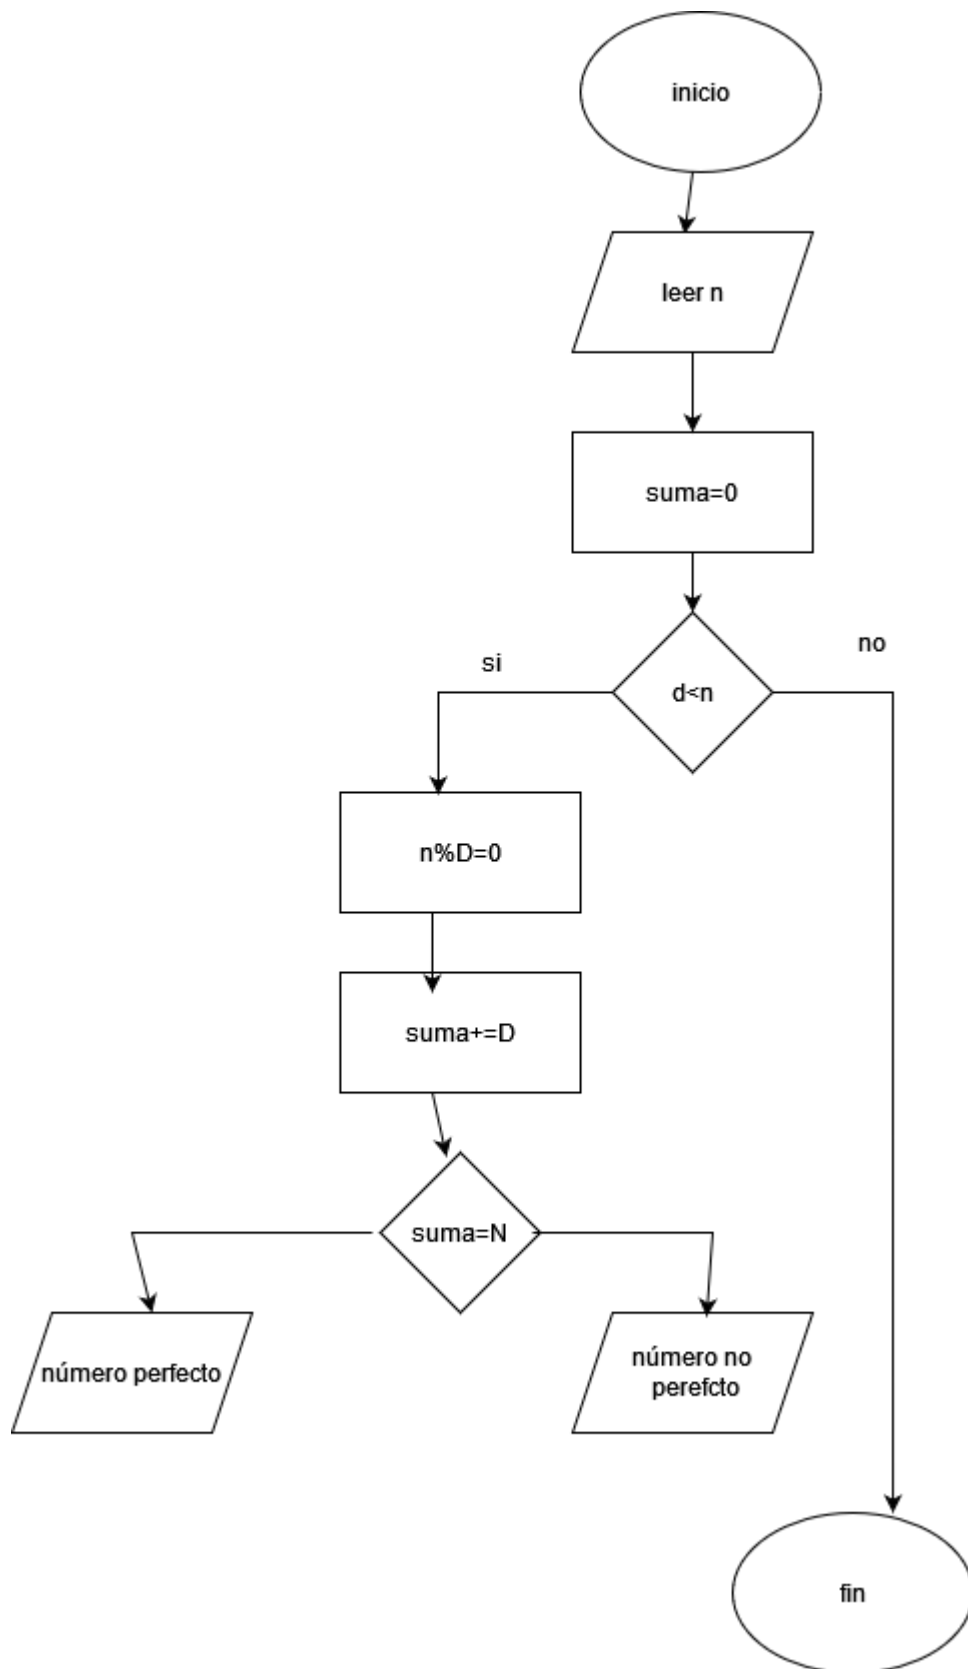 inicio
leer n
suma=0
no
si
d<n
n%D=0
suma+=D
suma=N
número perfecto
número no
perefcto
fin